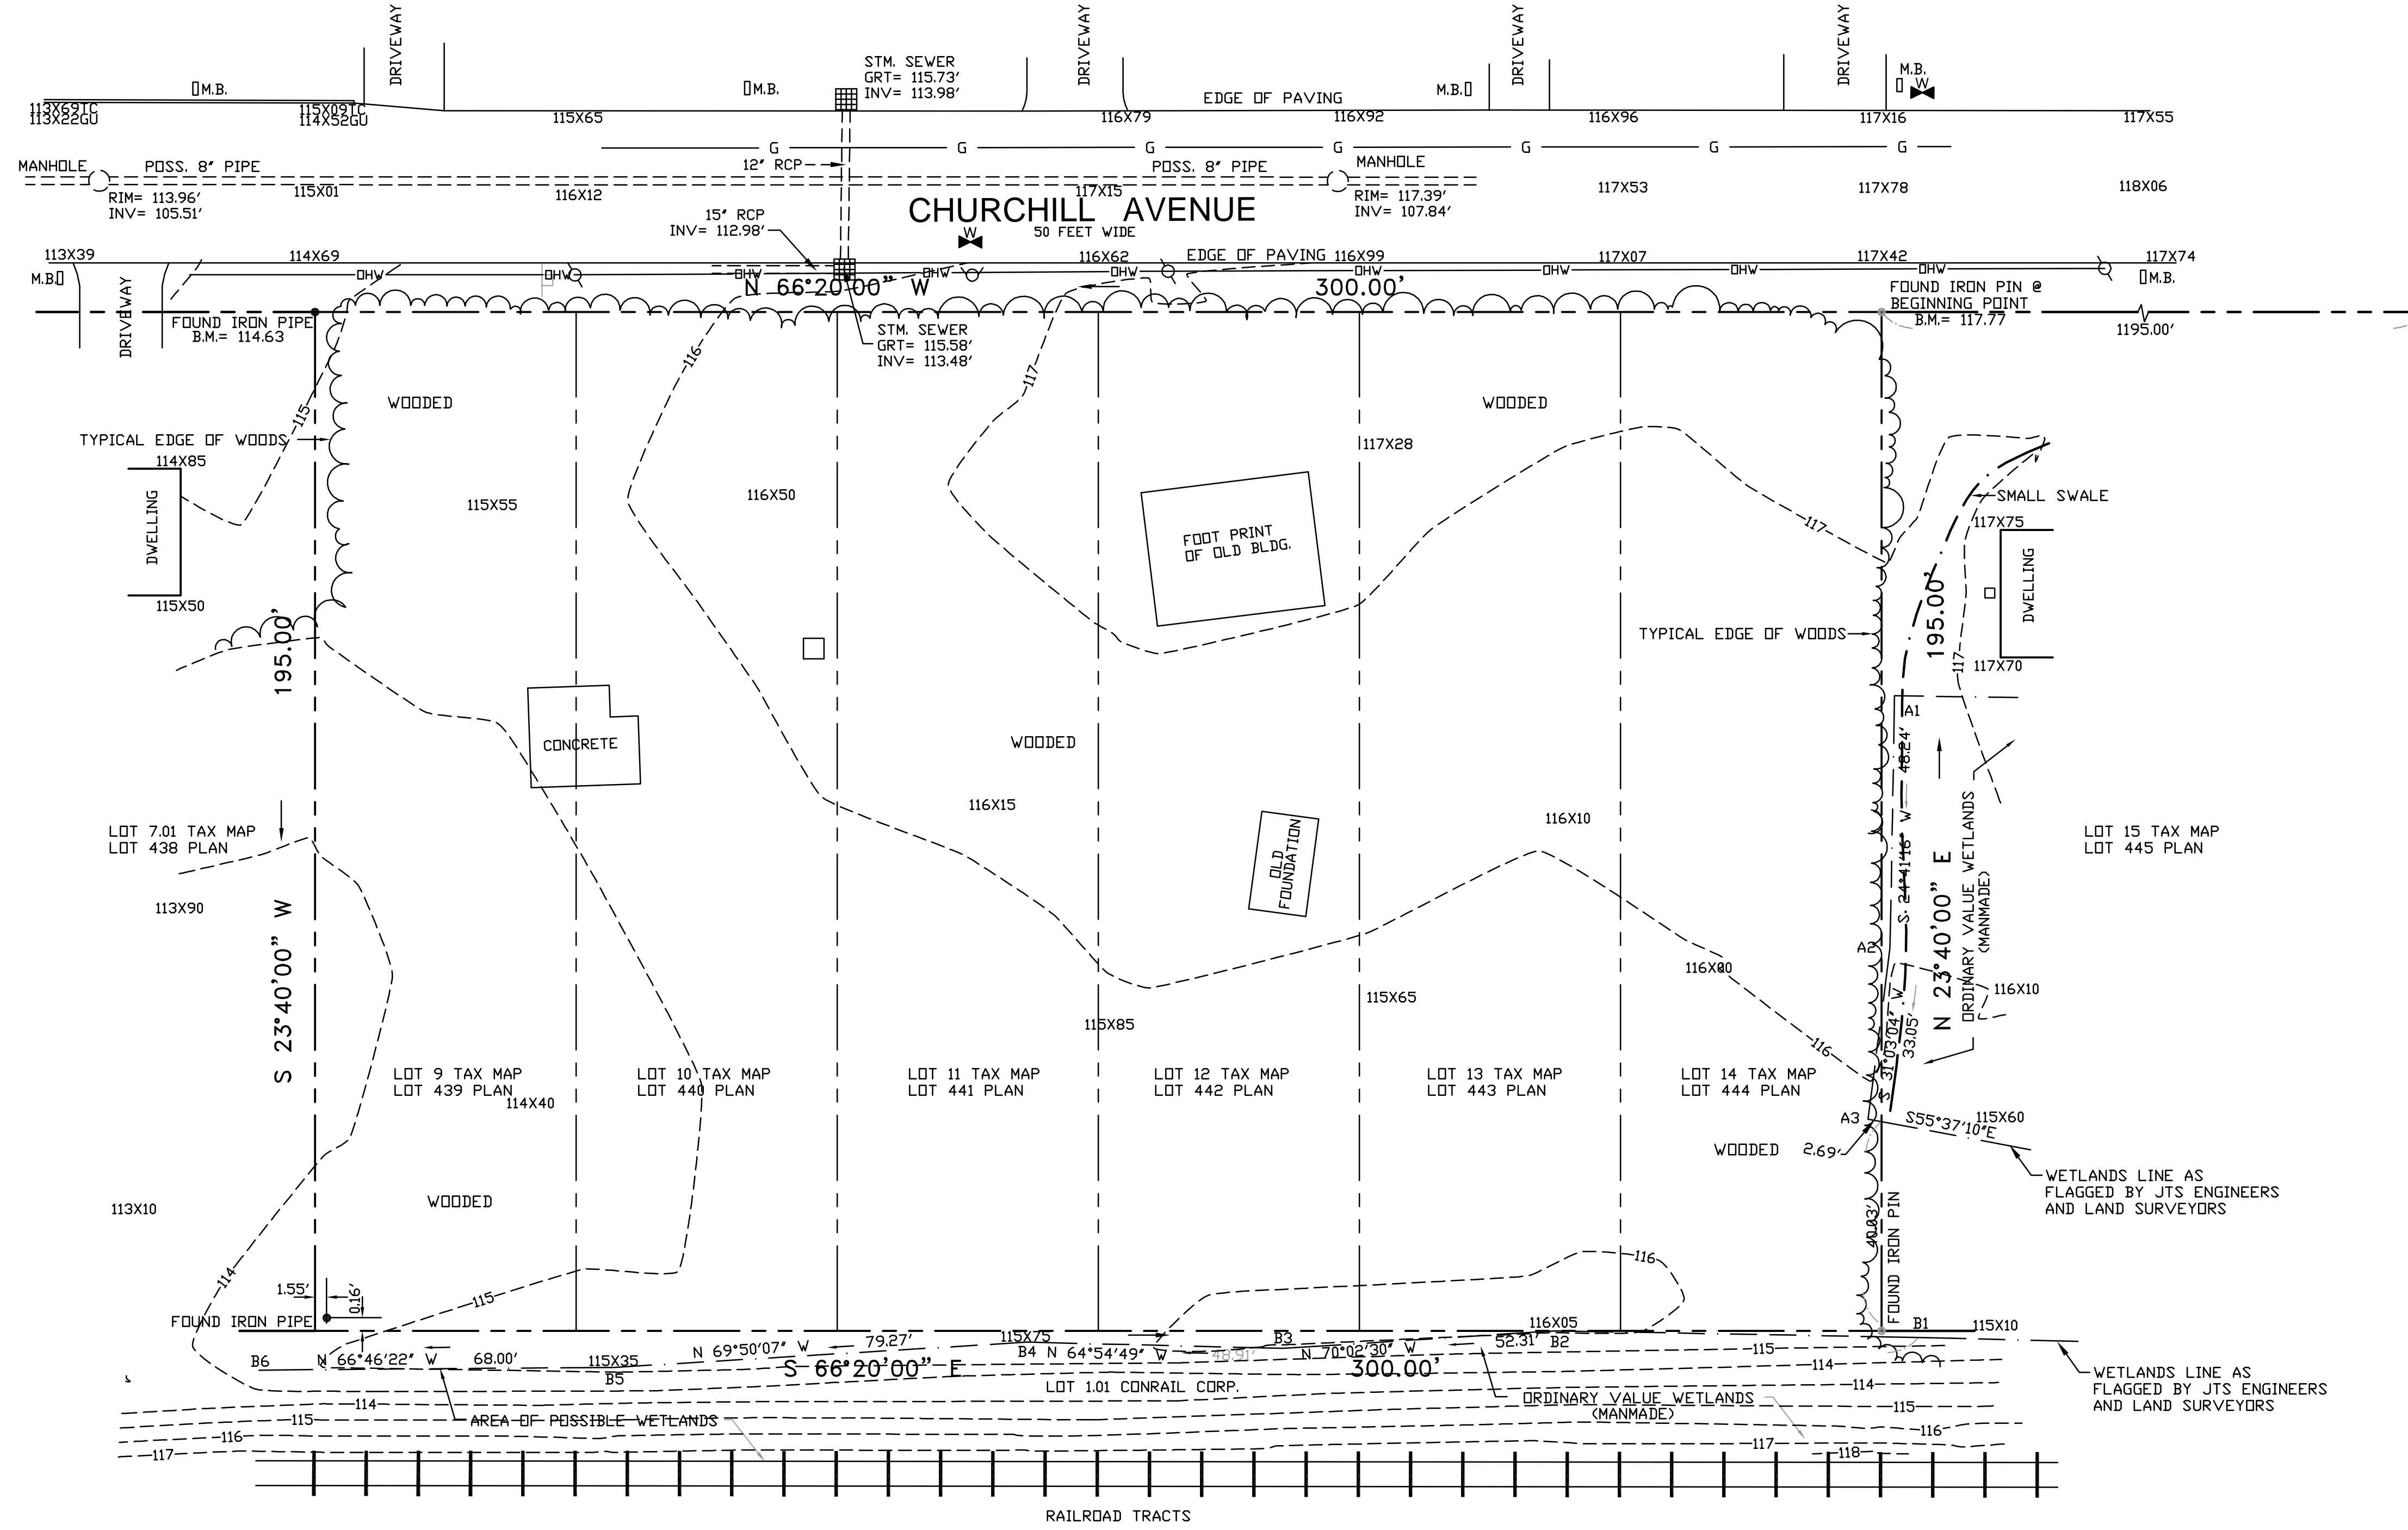 DRIVEWAY
DRIVEWAY
DRIVEWAY
DRIVEWAY
M.B.
M.B.
STM. SEWER
GRT= 115.73'
INV= 113.98'
EDGE OF PAVING
M.B.
M.B.
W
113X69TC
113X22GU
115X09TC
114X52GU
115X65
116X79
116X92
116X96
117X16
117X55
G
G
G
G
G
G
G
MANHOLE
POSS. 8" PIPE
12" RCP
POSS. 8" PIPE
MANHOLE
RIM= 113.96'
INV= 105.51'
115X01
116X12
117X15
RIM= 117.39'
INV= 107.84'
117X53
117X78
118X06
CHURCHILL AVENUE
50 FEET WIDE
W
15" RCP
INV= 112.98'
113X39
114X69
116X62
EDGE OF PAVING
116X99
117X07
117X42
117X74
M.B.
DRIVEWAY
OHW
OHW
OHW
OHW
OHW
OHW
OHW
OHW
OHW
M.B.
N 66°20'00" W
300.00'
FOUND IRON PIN @
BEGINNING POINT
B.M.= 117.77
1195.00'
FOUND IRON PIPE
B.M.= 114.63
STM. SEWER
GRT= 115.58'
INV= 113.48'
116
117
115
WOODED
WOODED
TYPICAL EDGE OF WOODS
114X85
DWELLING
115X50
115X55
116X50
117X28
FOOT PRINT
OF OLD BLDG.
117
SMALL SWALE
117X75
DWELLING
117X70
117
195.00'
195.00'
TYPICAL EDGE OF WOODS
CONCRETE
WOODED
A1
48.24'
S 24°41'16" W
116X15
116X10
OLD
FOUNDATION
LOT 7.01 TAX MAP
LOT 438 PLAN
LOT 15 TAX MAP
LOT 445 PLAN
113X90
S 23°40'00" W
N 23°40'00" E
ORDINARY VALUE WETLANDS
(MANMADE)
A2
116X10
115X65
115X85
116
S 31°03'04" W
33.05'
LOT 9 TAX MAP
LOT 439 PLAN
114X40
LOT 10 TAX MAP
LOT 440 PLAN
LOT 11 TAX MAP
LOT 441 PLAN
LOT 12 TAX MAP
LOT 442 PLAN
LOT 13 TAX MAP
LOT 443 PLAN
LOT 14 TAX MAP
LOT 444 PLAN
A3
S55°37'10"E
115X60
WOODED
2.69'
WETLANDS LINE AS
FLAGGED BY JTS ENGINEERS
AND LAND SURVEYORS
WOODED
113X10
40.03'
FOUND IRON PIN
114
1.55'
0.16'
115
116
FOUND IRON PIPE
115X75
116X05
B1
115X10
B6
N 66°46'22" W
68.00'
115X35
B5
N 69°50'07" W
79.27'
B4
N 64°54'49" W
48.91'
B3
N 70°02'30" W
52.31'
B2
S 66°20'00" E
300.00'
115
114
LOT 1.01 CONRAIL CORP.
ORDINARY VALUE WETLANDS
(MANMADE)
WETLANDS LINE AS
FLAGGED BY JTS ENGINEERS
AND LAND SURVEYORS
114
115
114
AREA OF POSSIBLE WETLANDS
115
116
117
116
117
118
RAILROAD TRACTS